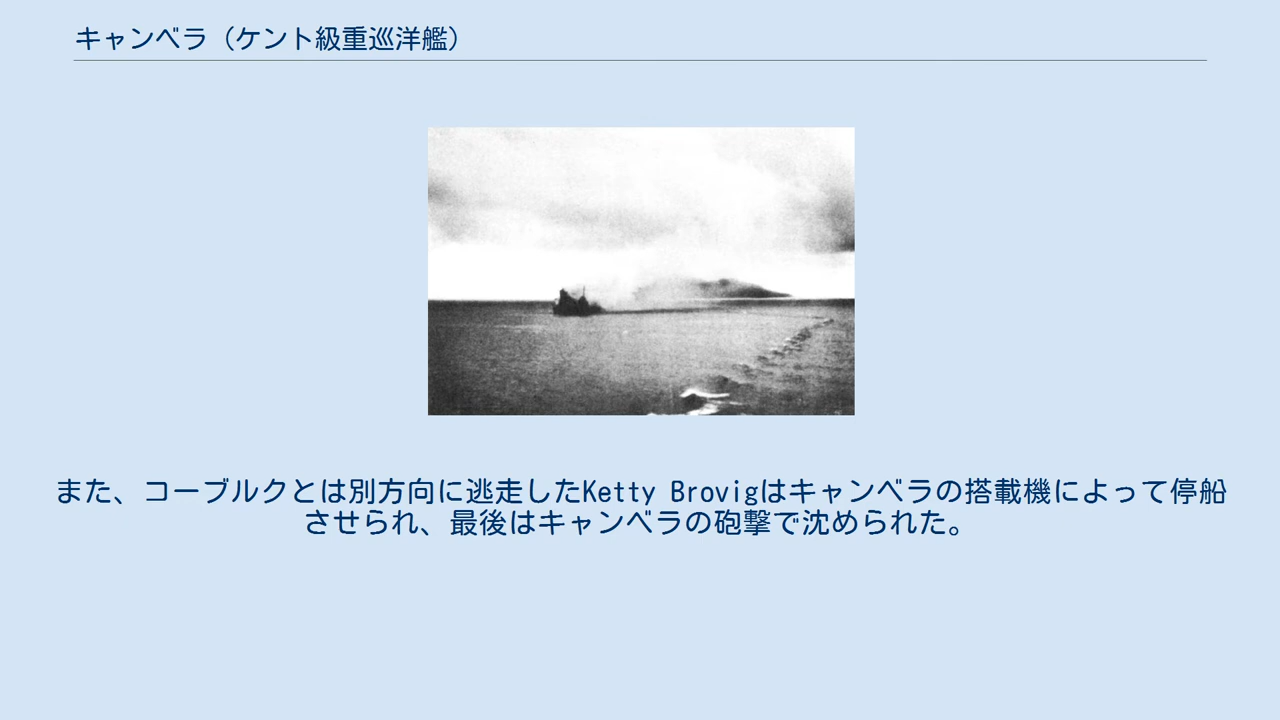 キャンベラ（ケント級重巡洋艦）
また、コーブルクとは別方向に逃走したKetty Brovigはキャンベラの搭載機によって停船
させられ、最後はキャンベラの砲撃で沈められた。